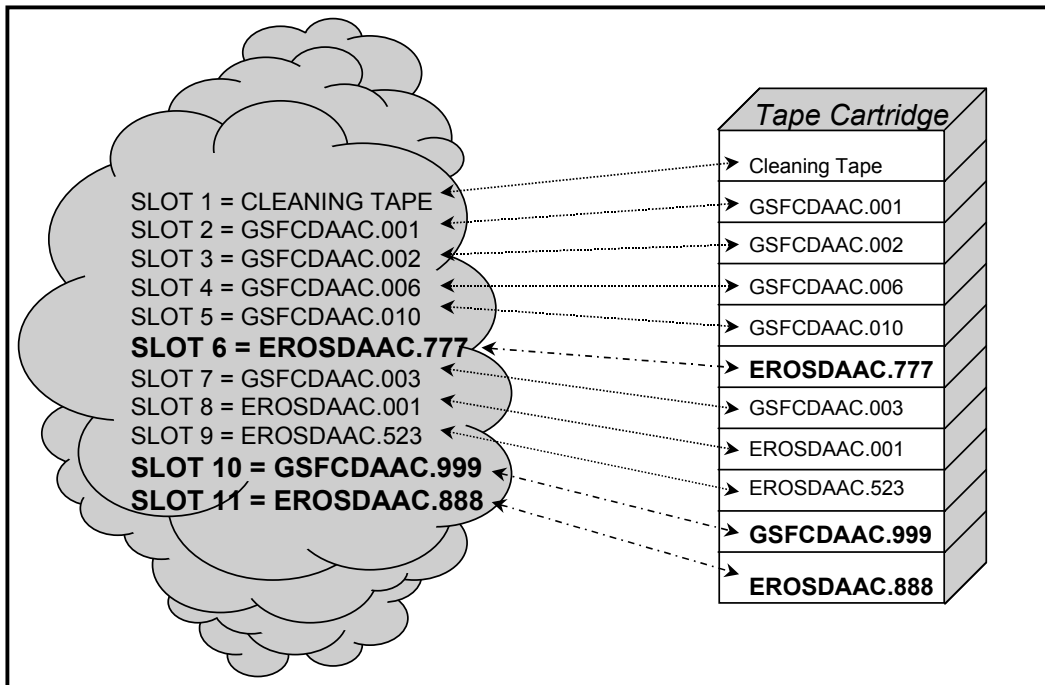 SLOT 1 = CLEANING TAPE
SLOT 2 = GSFCDAAC.001
SLOT 3 = GSFCDAAC.002
SLOT 4 = GSFCDAAC.006
SLOT 5 = GSFCDAAC.010
SLOT 6 = EROSDAAC.777
SLOT 7 = GSFCDAAC.003
SLOT 8 = EROSDAAC.001
SLOT 9 = EROSDAAC.523
SLOT 10 = GSFCDAAC.999
SLOT 11 = EROSDAAC.888
Tape Cartridge
Cleaning Tape
GSFCDAAC.001
GSFCDAAC.002
GSFCDAAC.006
GSFCDAAC.010
EROSDAAC.777
GSFCDAAC.003
EROSDAAC.001
EROSDAAC.523
GSFCDAAC.999
EROSDAAC.888